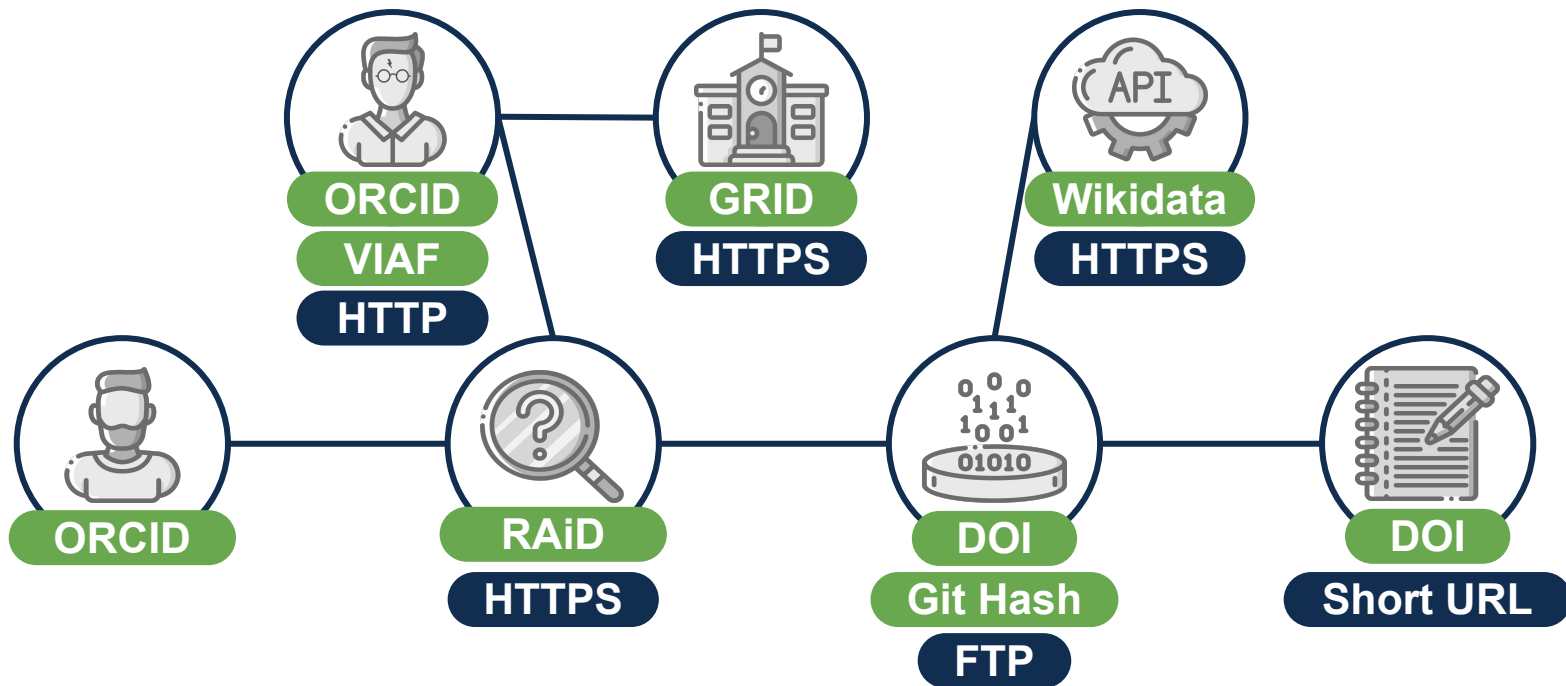 API
ORCID
VIAF
HTTP
GRID
HTTPS
Wikidata
HTTPS
ORCID
?
RAiD
HTTPS
0 0 0
1 1 1 0
1 0 0 1
01010
DOI
Git Hash
FTP
DOI
Short URL